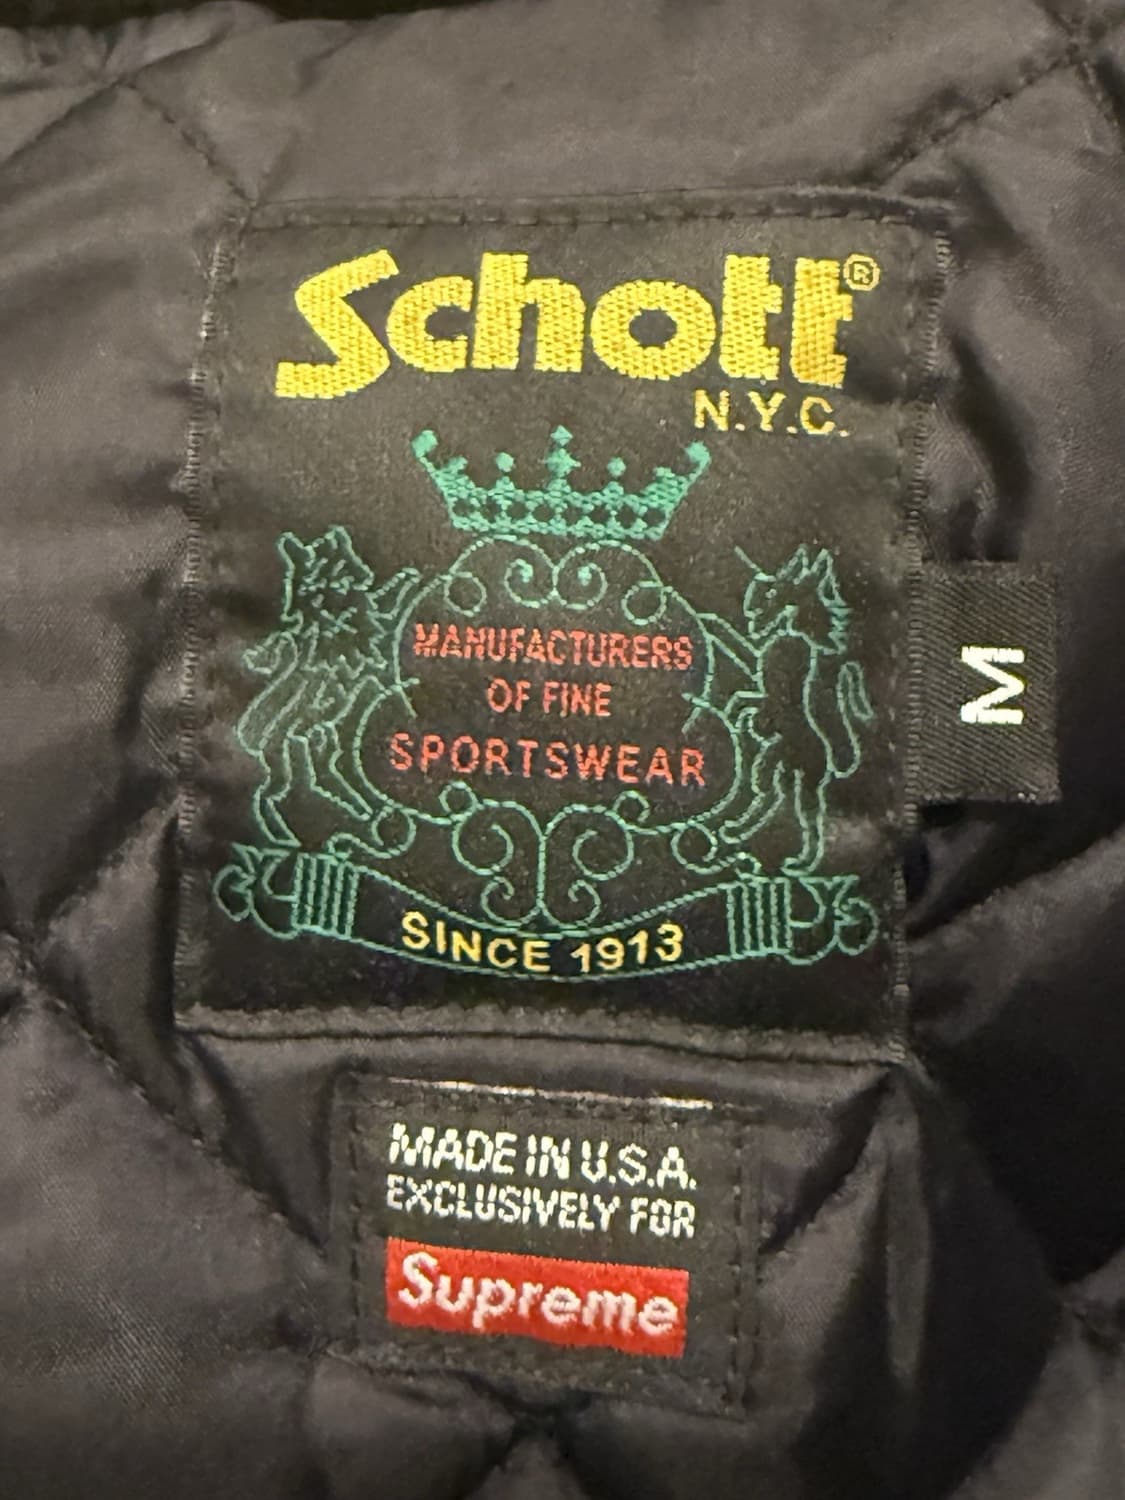 Schott®
N.Y.C.
MANUFACTURERS
OF FINE
SPORTSWEAR
M
SINCE 1913
MADE IN U.S.A.
EXCLUSIVELY FOR
Supreme